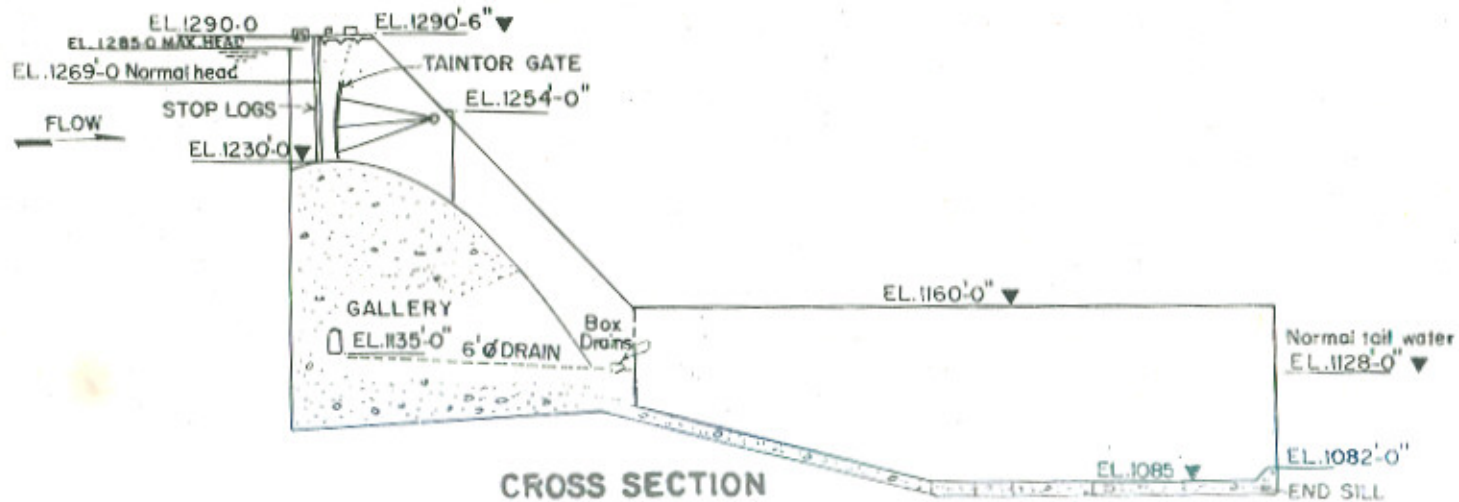 EL.1290.0
EL.1290'-6"
EL.1285.0 MAX.HEAD
EL.1269'-0 Normal head
TAINTOR GATE
EL.1254'-0"
STOP LOGS
FLOW
EL.1230'-0
EL.1160'-0"
GALLERY
EL.1135'-0"
6'Ø DRAIN
Box
Drains
Normal tail water
EL.1128'-0"
EL.1085
EL.1082'-0"
END SILL
CROSS SECTION